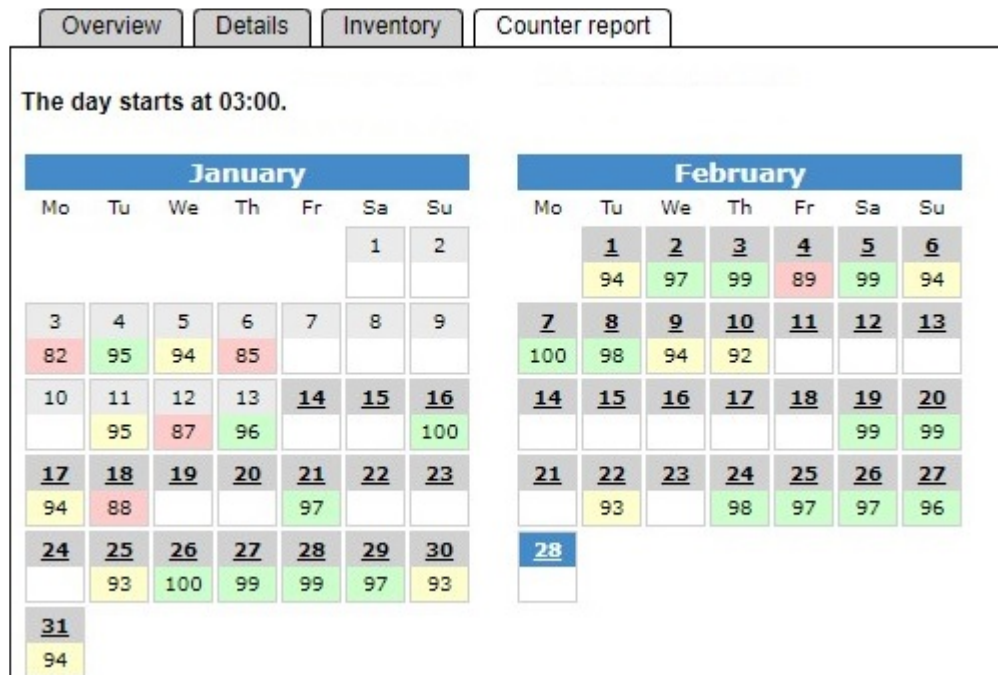 Overview Details Inventory Counter report
The day starts at 03:00.
January
Mo Tu We Th Fr Sa Su
1 2
3 4 5 6 7 8 9
82 95 94 85
10 11 12 13 14 15 16
95 87 96 100
17 18 19 20 21 22 23
94 88 97
24 25 26 27 28 29 30
93 100 99 99 97 93
31
94
February
Mo Tu We Th Fr Sa Su
1 2 3 4 5 6
94 97 99 89 99 94
7 8 9 10 11 12 13
100 98 94 92
14 15 16 17 18 19 20
99 99
21 22 23 24 25 26 27
93 98 97 97 96
28